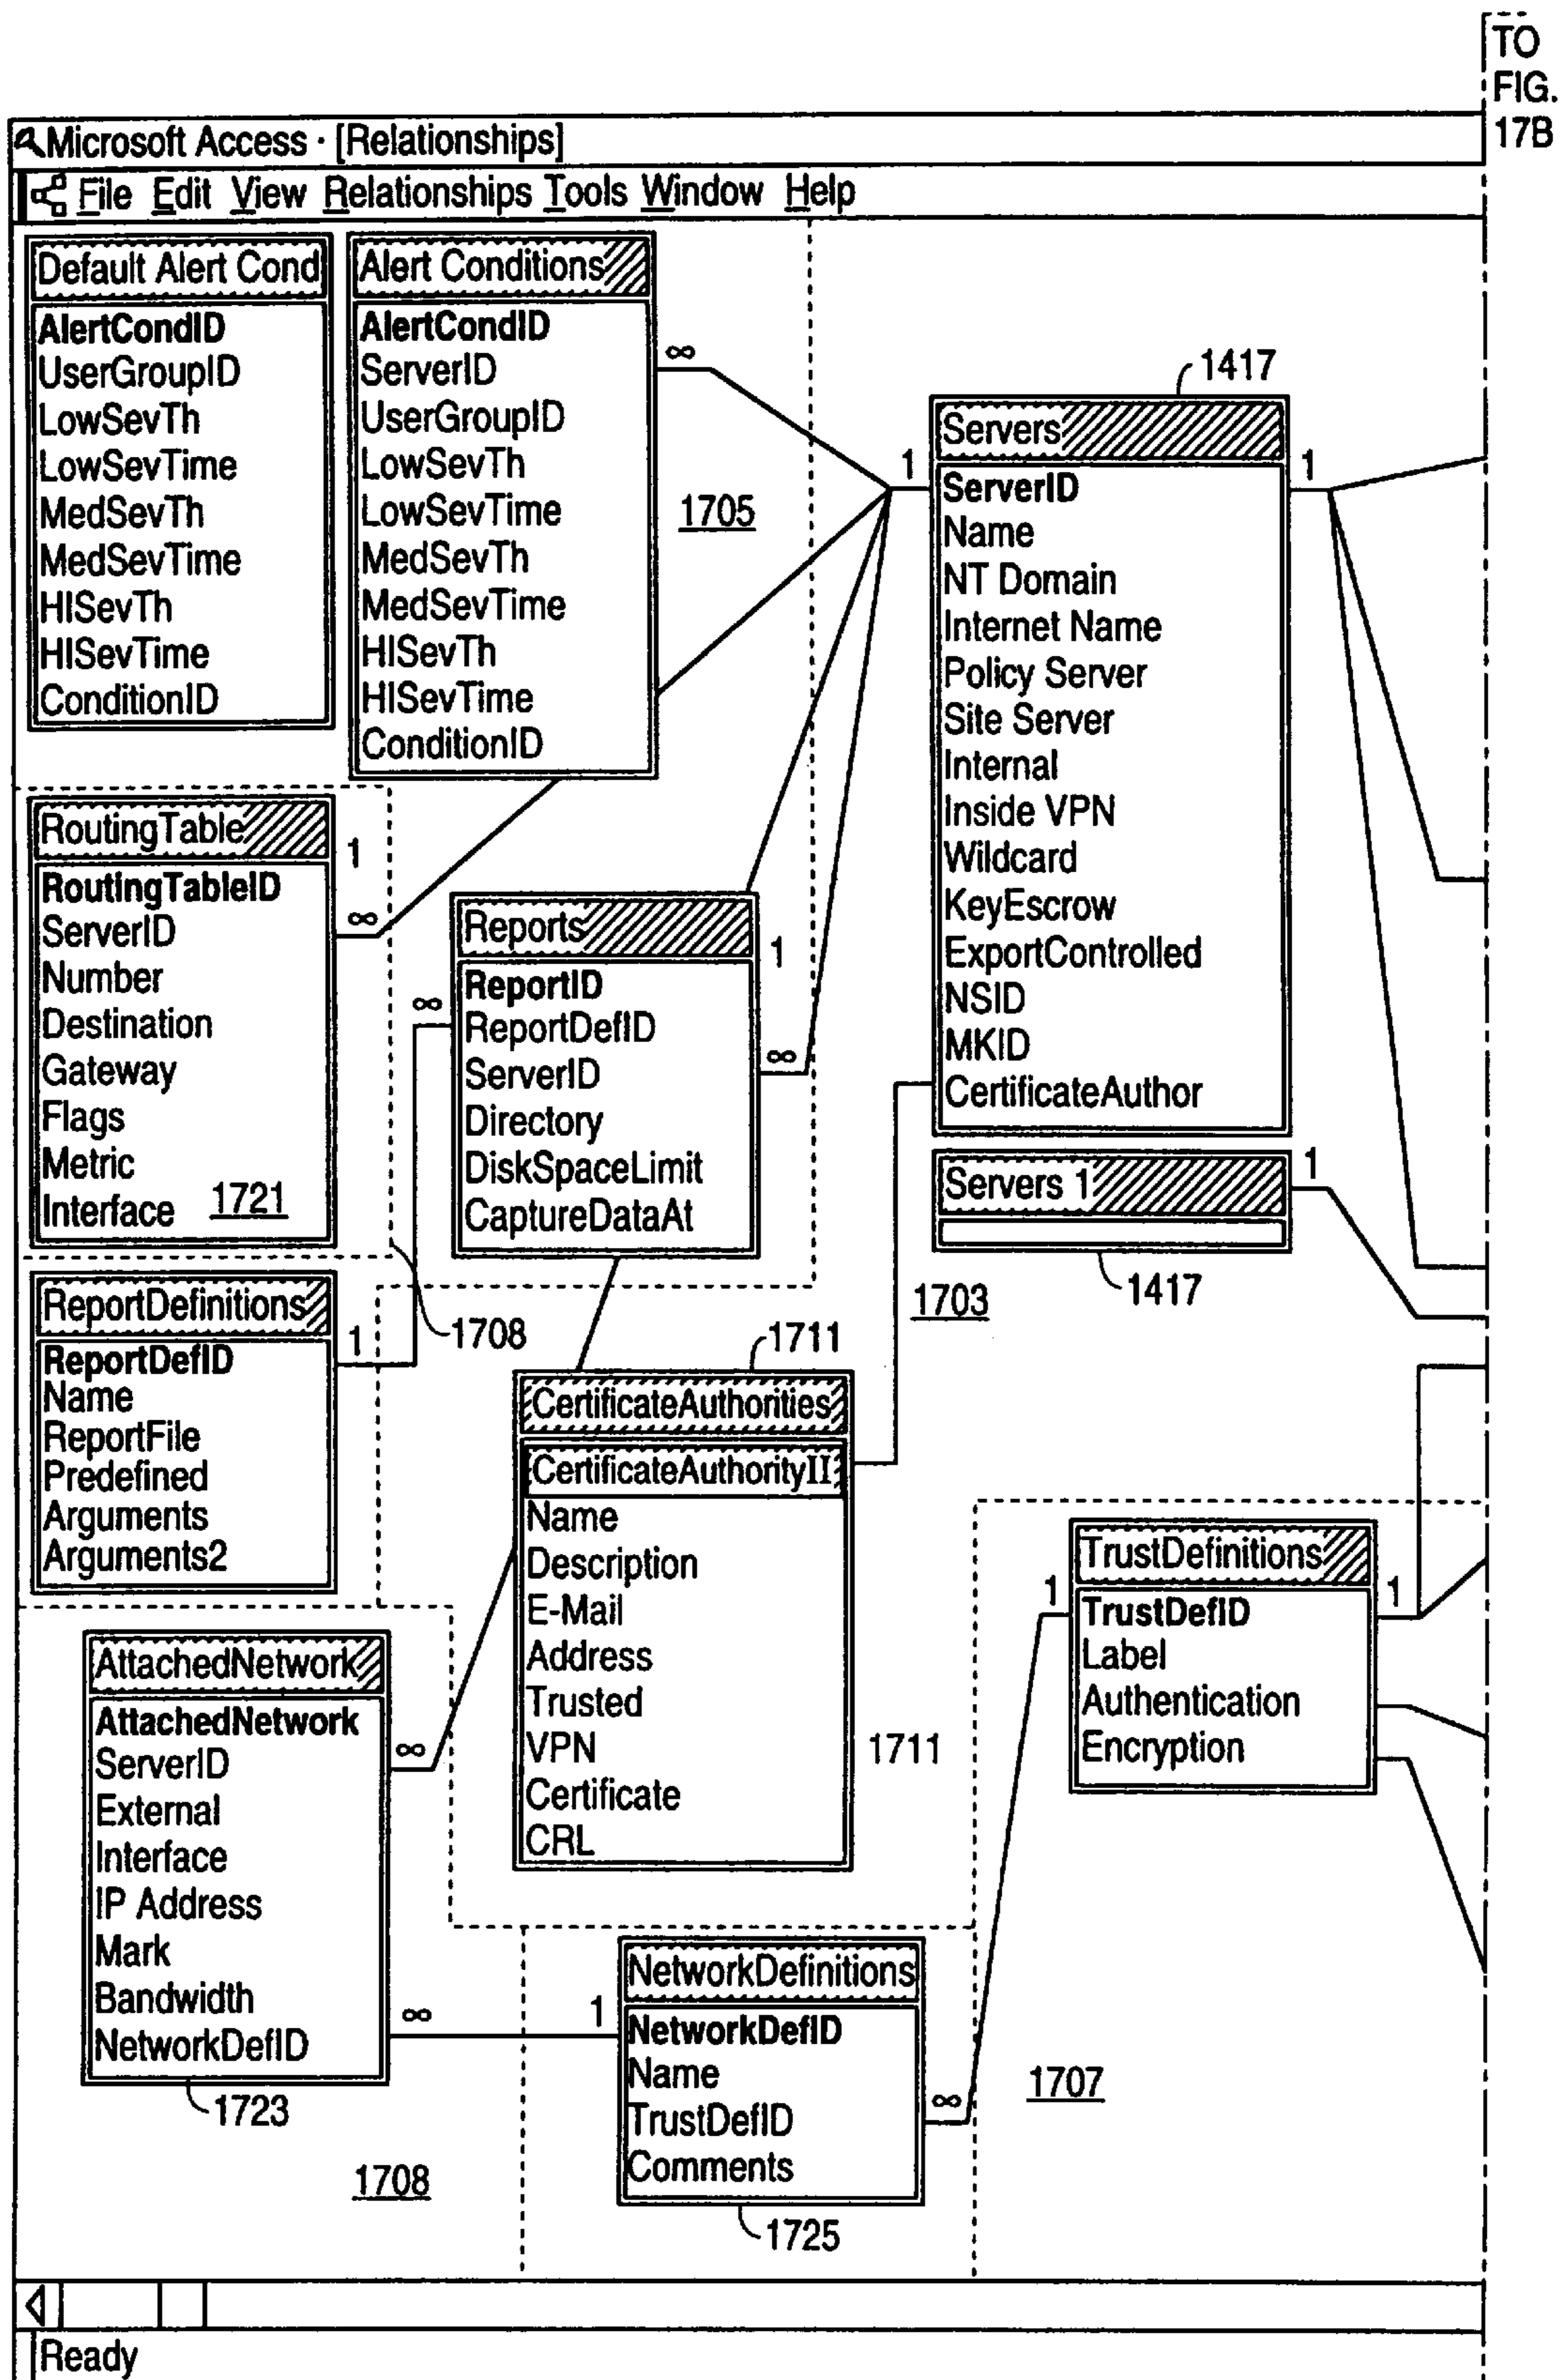 TO
FIG.
17B
Microsoft Access · [Relationships]
File Edit View Relationships Tools Window Help
Default Alert Cond
AlertCondID
UserGroupID
LowSevTh
LowSevTime
MedSevTh
MedSevTime
HISevTh
HISevTime
ConditionID
Alert Conditions
AlertCondID
ServerID
UserGroupID
LowSevTh
LowSevTime
MedSevTh
MedSevTime
HISevTh
HISevTime
ConditionID
∞
1705
1417
Servers
1
1
ServerID
Name
NT Domain
Internet Name
Policy Server
Site Server
Internal
Inside VPN
Wildcard
KeyEscrow
ExportControlled
NSID
MKID
CertificateAuthor
Servers 1
1
1417
1703
RoutingTable
1
RoutingTableID
ServerID
∞
Number
Destination
Gateway
Flags
Metric
Interface
1721
Reports
1
ReportID
∞
ReportDefID
ServerID
∞
Directory
DiskSpaceLimit
CaptureDataAt
1708
ReportDefinitions
1
ReportDefID
Name
ReportFile
Predefined
Arguments
Arguments2
1711
CertificateAuthorities
CertificateAuthorityII
Name
Description
E-Mail
Address
Trusted
VPN
Certificate
CRL
1711
TrustDefinitions
1
1
TrustDefID
Label
Authentication
Encryption
AttachedNetwork
AttachedNetwork
ServerID
∞
External
Interface
IP Address
Mark
Bandwidth
NetworkDefID
∞
1
1723
1708
NetworkDefinitions
NetworkDefID
Name
TrustDefID
∞
Comments
1725
1707
Ready